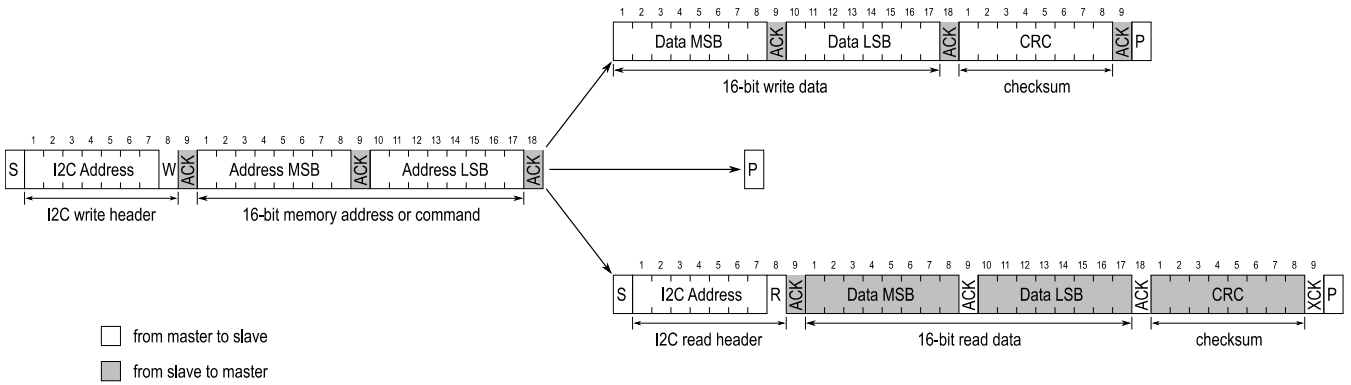 1 2 3 4 5 6 7 8 9 10 11 12 13 14 15 16 17 18 1 2 3 4 5 6 7 8 9
Data MSB ACK Data LSB ACK CRC ACK P
16-bit write data checksum
1 2 3 4 5 6 7 8 9 1 2 3 4 5 6 7 8 9 10 11 12 13 14 15 16 17 18
S I2C Address W ACK Address MSB ACK Address LSB ACK P
I2C write header 16-bit memory address or command
1 2 3 4 5 6 7 8 9 1 2 3 4 5 6 7 8 9 10 11 12 13 14 15 16 17 18 1 2 3 4 5 6 7 8 9
S I2C Address R ACK Data MSB ACK Data LSB ACK CRC XCK P
I2C read header 16-bit read data checksum
from master to slave
from slave to master